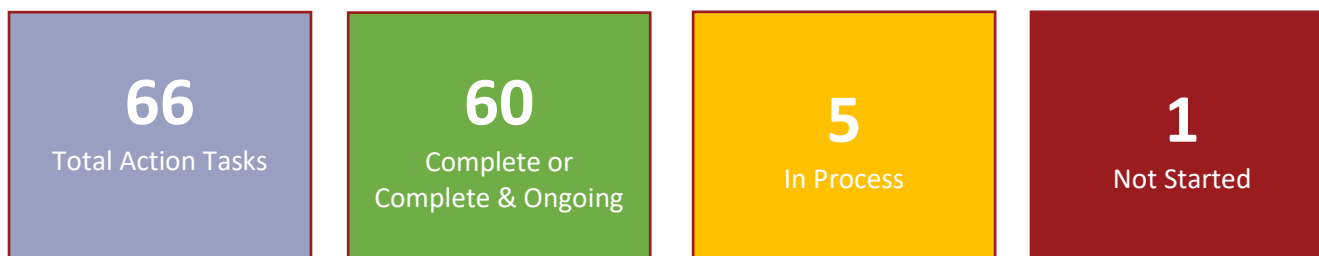 66
Total Action Tasks
60
Complete or
Complete & Ongoing
5
In Process
1
Not Started